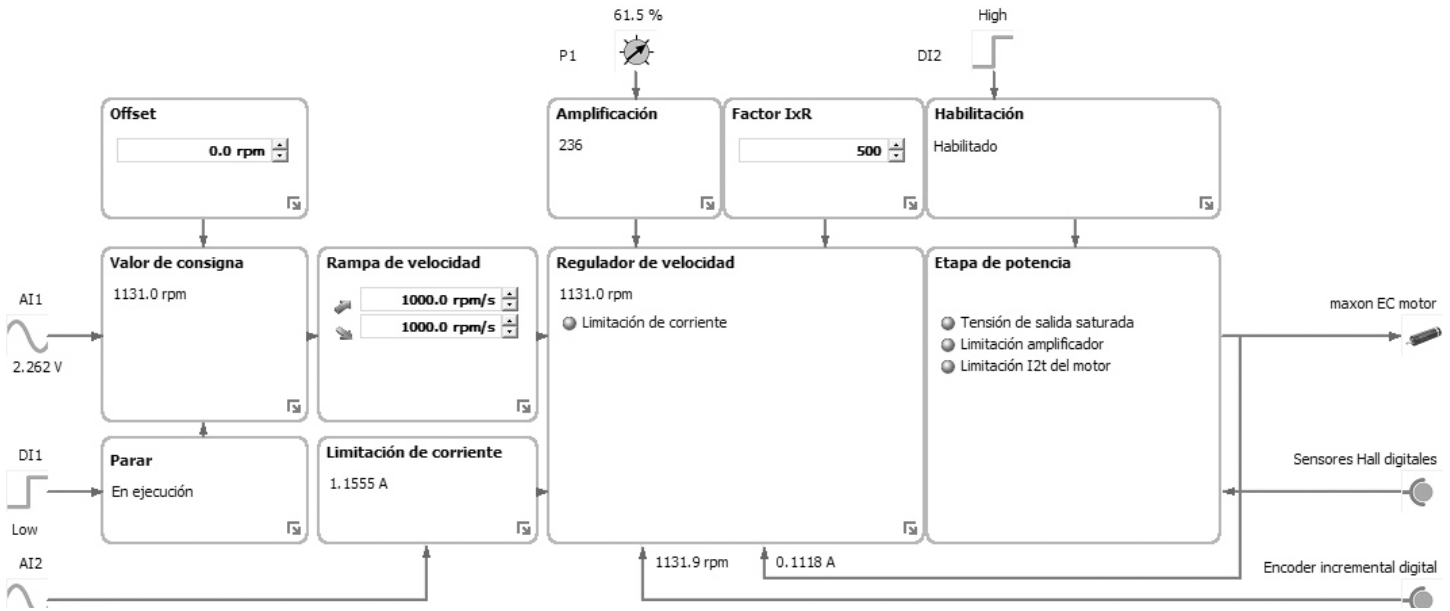 61.5 %
P1
High
DI2
Offset
0.0 rpm
Amplificación
236
Factor IxR
500
Habilitación
Habilitado
AI1
2.262 V
Valor de consigna
1131.0 rpm
Rampa de velocidad
1000.0 rpm/s
1000.0 rpm/s
Regulador de velocidad
1131.0 rpm
Limitación de corriente
Etapa de potencia
Tensión de salida saturada
Limitación amplificador
Limitación I2t del motor
maxon EC motor
DI1
Low
Parar
En ejecución
Limitación de corriente
1.1555 A
Sensores Hall digitales
AI2
1131.9 rpm
0.1118 A
Encoder incremental digital